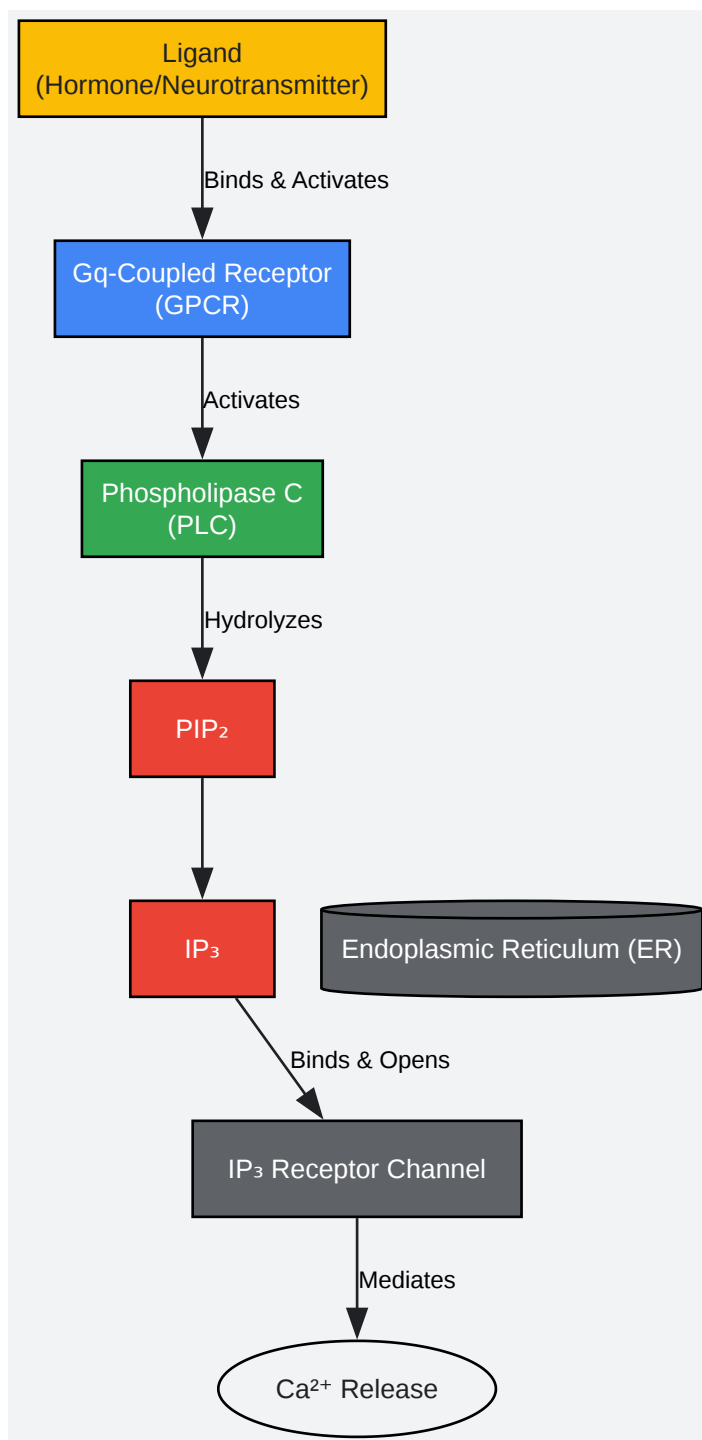 Ligand
(Hormone/Neurotransmitter)
Binds & Activates
Gq-Coupled Receptor
(GPCR)
Activates
Phospholipase C
(PLC)
Hydrolyzes
PIP₂
IP₃
Endoplasmic Reticulum (ER)
Binds & Opens
IP₃ Receptor Channel
Mediates
Ca²⁺ Release